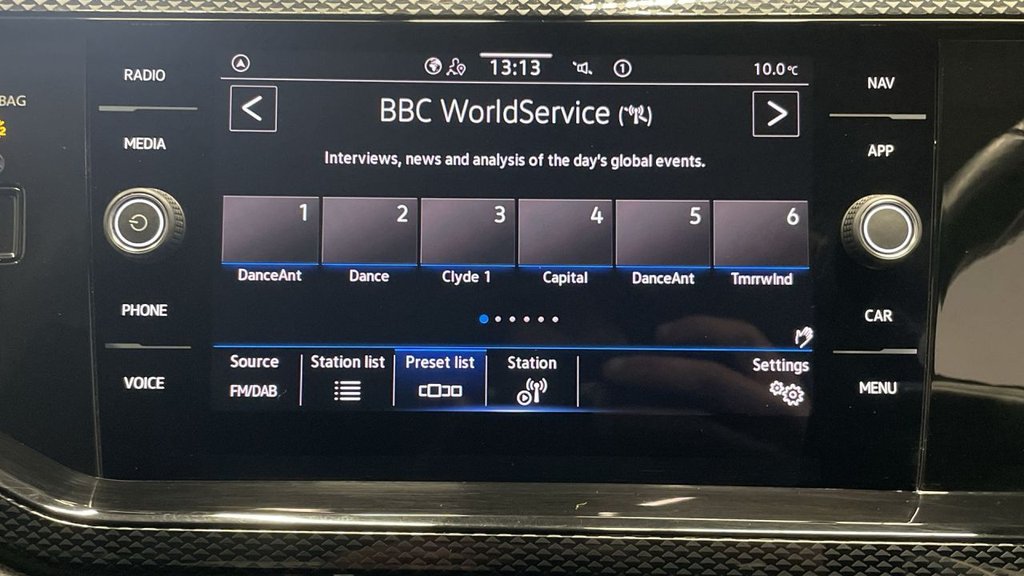 RADIO
MEDIA
PHONE
VOICE
BAG
13:13
1
10.0°C
<
BBC WorldService
>
Interviews, news and analysis of the day's global events.
1 2 3 4 5 6
DanceAnt Dance Clyde 1 Capital DanceAnt Tmrrwlnd
Source Station list Preset list Station Settings
FM/DAB
NAV
APP
CAR
MENU